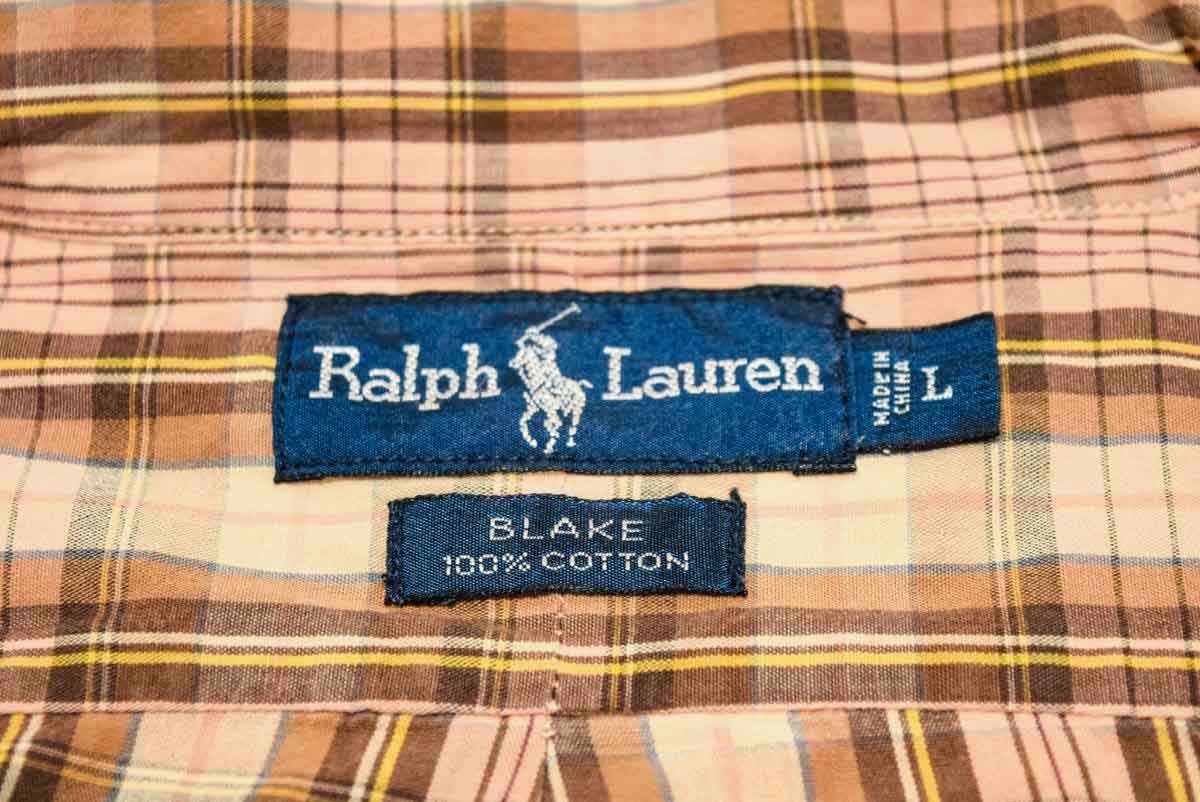 Ralph Lauren
MADE IN
CHINA
L
BLAKE
100% COTTON